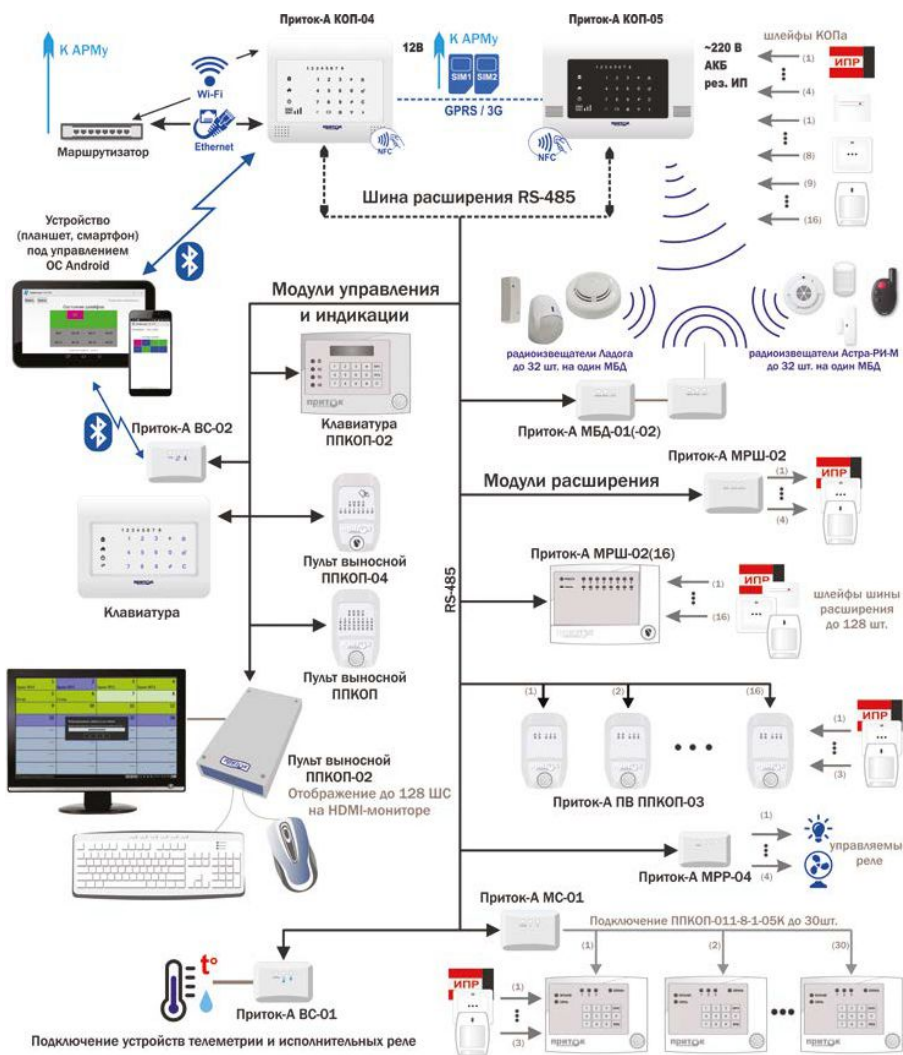 Приток-А КОП-04
Приток-А КОП-05
К АРМу
12В
К АРМу
SIM1
SIM2
~220 В
АКБ
рез. ИП
шлейфы КОПа
(1)
ИПР
(4)
(1)
(8)
(9)
(16)
Wi-Fi
Ethernet
GPRS / 3G
NFC
NFC
Маршрутизатор
Шина расширения RS-485
Устройство
(планшет, смартфон)
под управлением
ОС Android
Модули управления
и индикации
радиоизвещатели Ладога
до 32 шт. на один МБД
радиоизвещатели Астра-РИ-М
до 32 шт. на один МБД
ПРИТОК
Клавиатура
ППКОП-02
Приток-А МБД-01(-02)
Приток-А ВС-02
Приток-А МРШ-02
(1)
ИПР
(4)
Модули расширения
Пульт выносной
ППКОП-04
Клавиатура
RS-485
Приток-А МРШ-02(16)
(1)
ИПР
(16)
шлейфы шины
расширения
до 128 шт.
Пульт выносной
ППКОП
(1)
(2)
(16)
(1)
ИПР
(3)
Пульт выносной
ППКОП-02
Отображение до 128 ШС
на HDMI-мониторе
Приток-А ПВ ППКОП-03
(1)
(4)
управляемы
реле
Приток-А МРР-04
Приток-А МС-01
Подключение ППКОП-011-8-1-05К до 30шт.
(1)
(2)
(30)
t°
Приток-А ВС-01
ИПР
(1)
(3)
ПРИТОК
ПРИТОК
ПРИТОК
Подключение устройств телеметрии и исполнительных реле